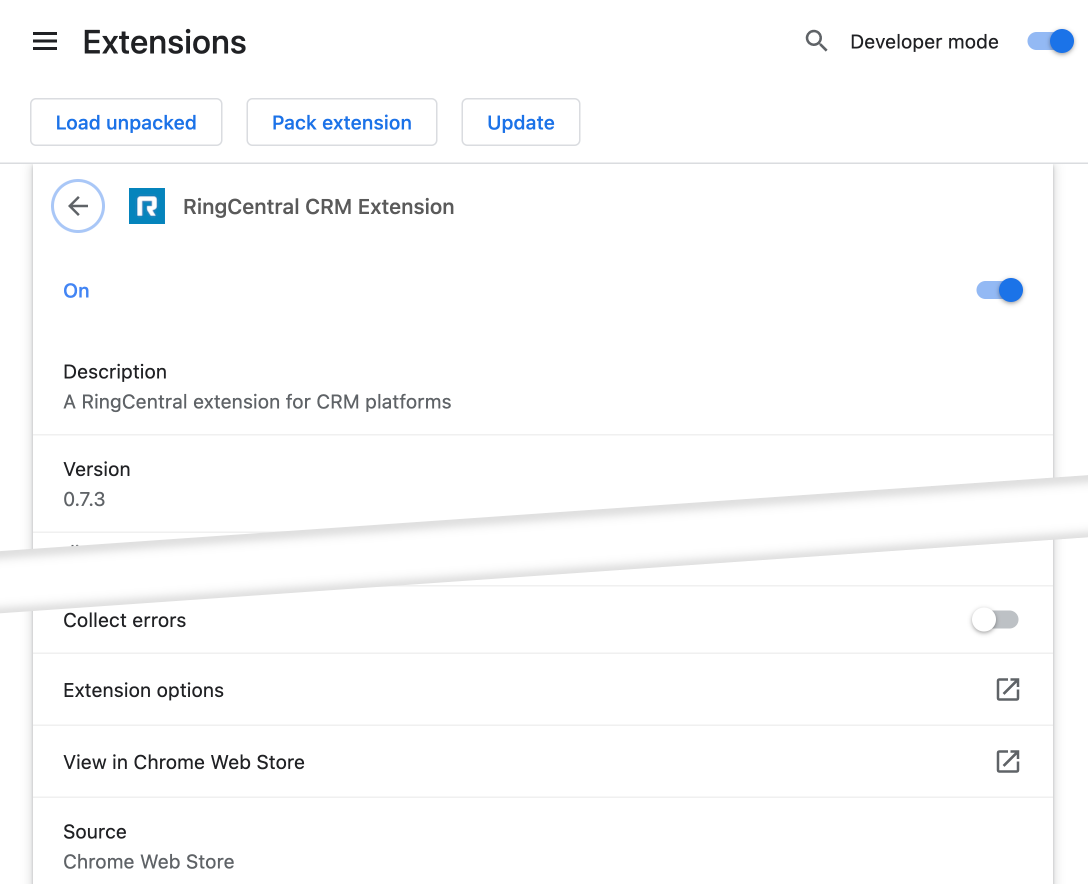 Extensions
Developer mode
Load unpacked
Pack extension
Update
RingCentral CRM Extension
On
Description
A RingCentral extension for CRM platforms
Version
0.7.3
Collect errors
Extension options
View in Chrome Web Store
Source
Chrome Web Store